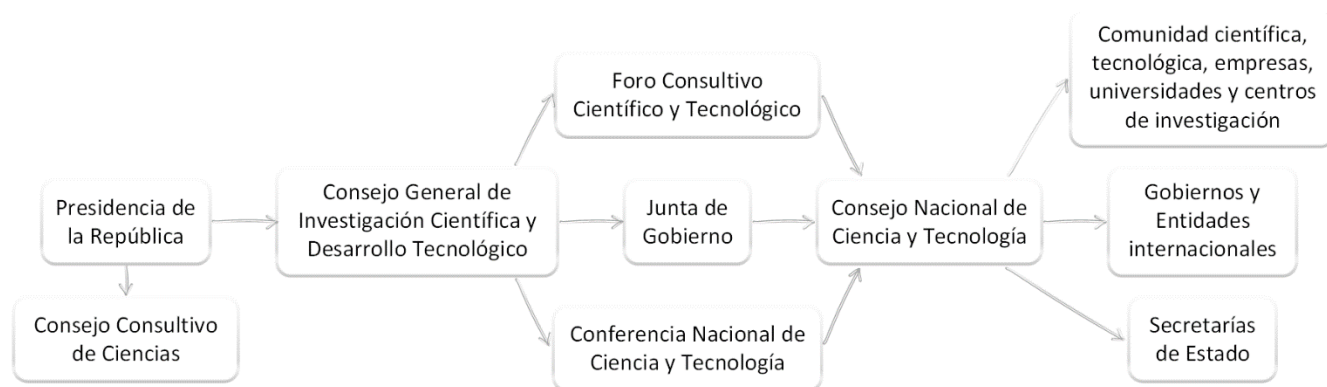 Presidencia de
la República
Consejo Consultivo
de Ciencias
Consejo General de
Investigación Científica y
Desarrollo Tecnológico
Foro Consultivo
Científico y Tecnológico
Junta de
Gobierno
Conferencia Nacional de
Ciencia y Tecnología
Consejo Nacional de
Ciencia y Tecnología
Comunidad científica,
tecnológica, empresas,
universidades y centros
de investigación
Gobiernos y
Entidades
internacionales
Secretarías
de Estado